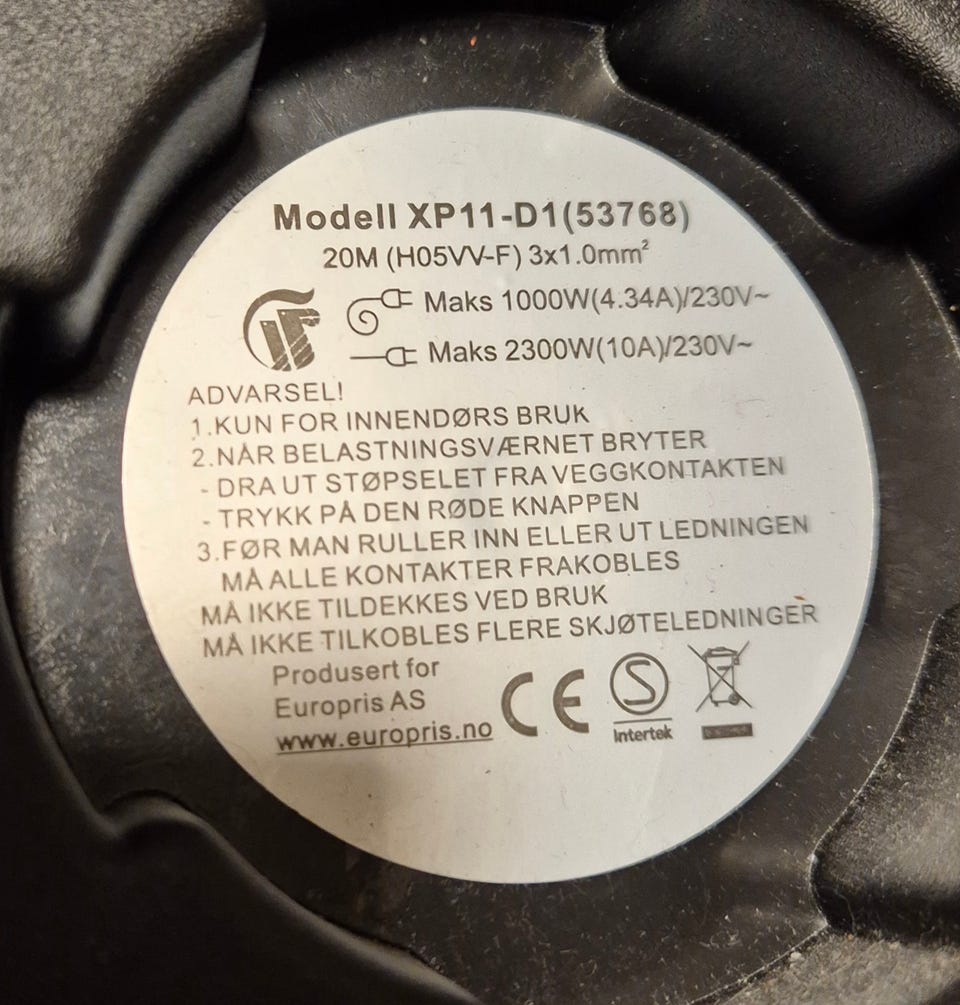 Modell XP11-D1(53768)
20M (H05VV-F) 3x1.0mm²
Maks 1000W(4.34A)/230V~
Maks 2300W(10A)/230V~
ADVARSEL!
1.KUN FOR INNENDØRS BRUK
2.NÅR BELASTNINGSVÆRNET BRYTER
- DRA UT STØPSELET FRA VEGGKONTAKTEN
- TRYKK PÅ DEN RØDE KNAPPEN
3.FØR MAN RULLER INN ELLER UT LEDNINGEN
MÅ ALLE KONTAKTER FRAKOBLES
MÅ IKKE TILDEKKES VED BRUK
MÅ IKKE TILKOBLES FLERE SKJØTELEDNINGER
Produsert for
Europris AS
www.europris.no
CE
S
Intertek